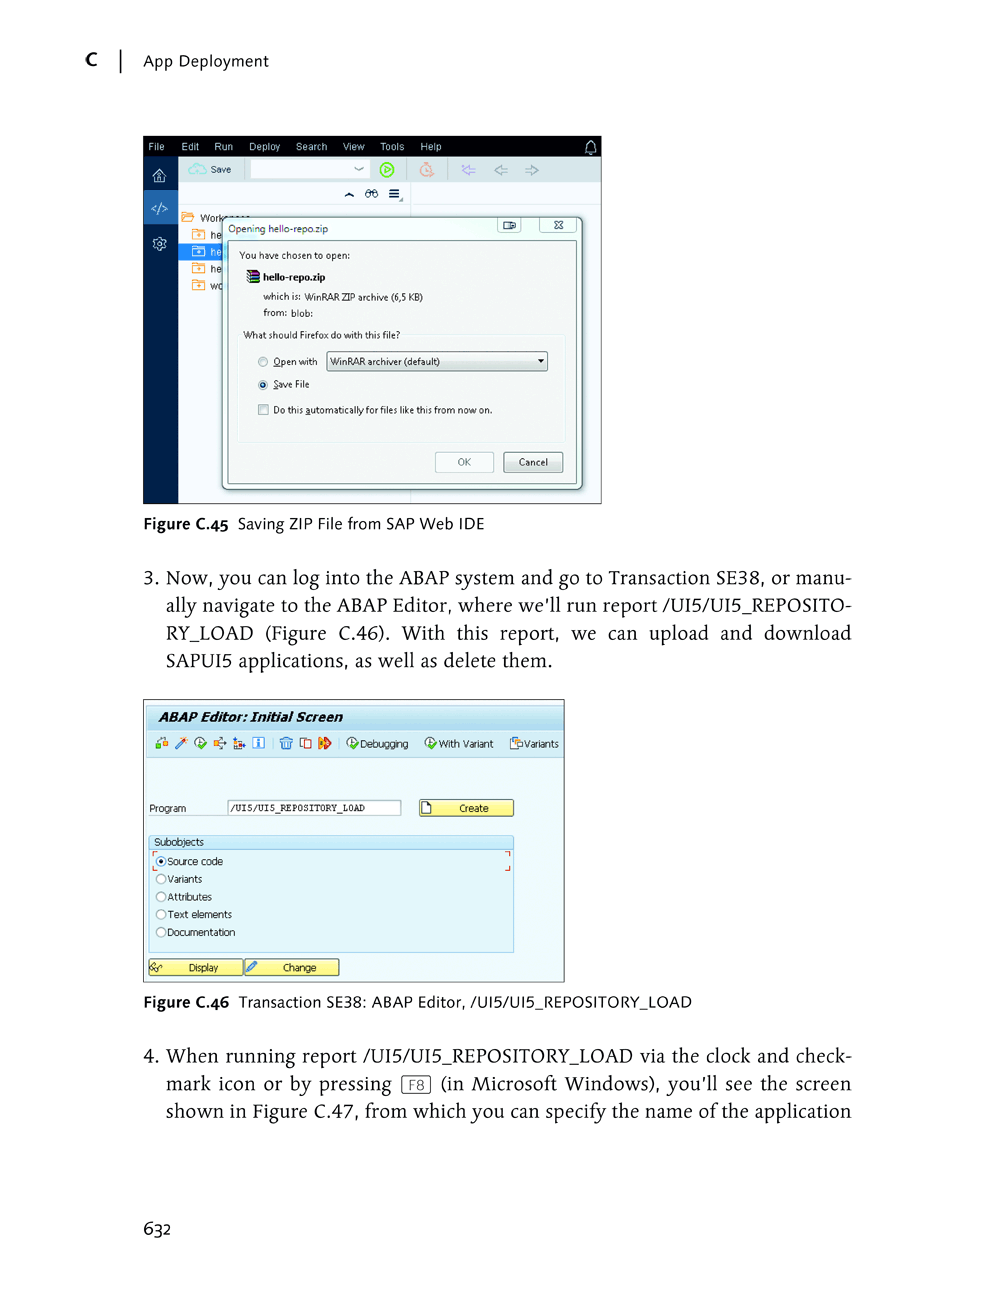 C | App Deployment
File Edit Run Deploy Search View Tools Help
Save
Opening hello-repo.zip
You have chosen to open:
hello-repo.zip
which is: WinRAR ZIP archive (6,5 KB)
from: blob:
What should Firefox do with this file?
Open with WinRAR archiver (default)
Save File
Do this automatically for files like this from now on.
OK Cancel
Figure C.45 Saving ZIP File from SAP Web IDE
3. Now, you can log into the ABAP system and go to Transaction SE38, or manu-
ally navigate to the ABAP Editor, where we'll run report /UI5/UI5_REPOSITO-
RY_LOAD (Figure C.46). With this report, we can upload and download
SAPUI5 applications, as well as delete them.
ABAP Editor: Initial Screen
Debugging With Variant Variants
Program /UI5/UI5_REPOSITORY_LOAD Create
Subobjects
Source code
Variants
Attributes
Text elements
Documentation
Display Change
Figure C.46 Transaction SE38: ABAP Editor, /UI5/UI5_REPOSITORY_LOAD
4. When running report /UI5/UI5_REPOSITORY_LOAD via the clock and check-
mark icon or by pressing F8 (in Microsoft Windows), you'll see the screen
shown in Figure C.47, from which you can specify the name of the application
632